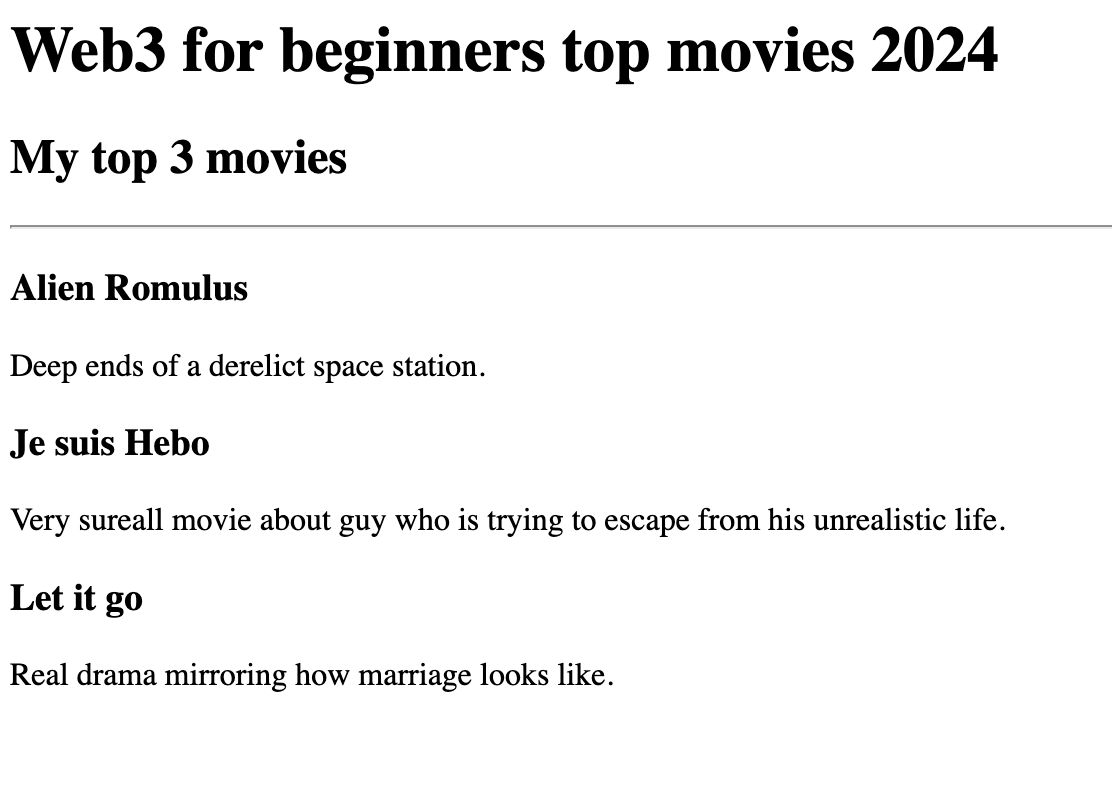 Web3 for beginners top movies 2024
My top 3 movies
Alien Romulus
Deep ends of a derelict space station.
Je suis Hebo
Very sureall movie about guy who is trying to escape from his unrealistic life.
Let it go
Real drama mirroring how marriage looks like.